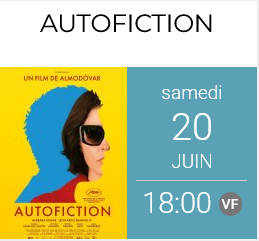 AUTOFICTION
UN FILM DE ALMODÓVAR
AUTOFICTION
samedi
20
JUIN
18:00 VF